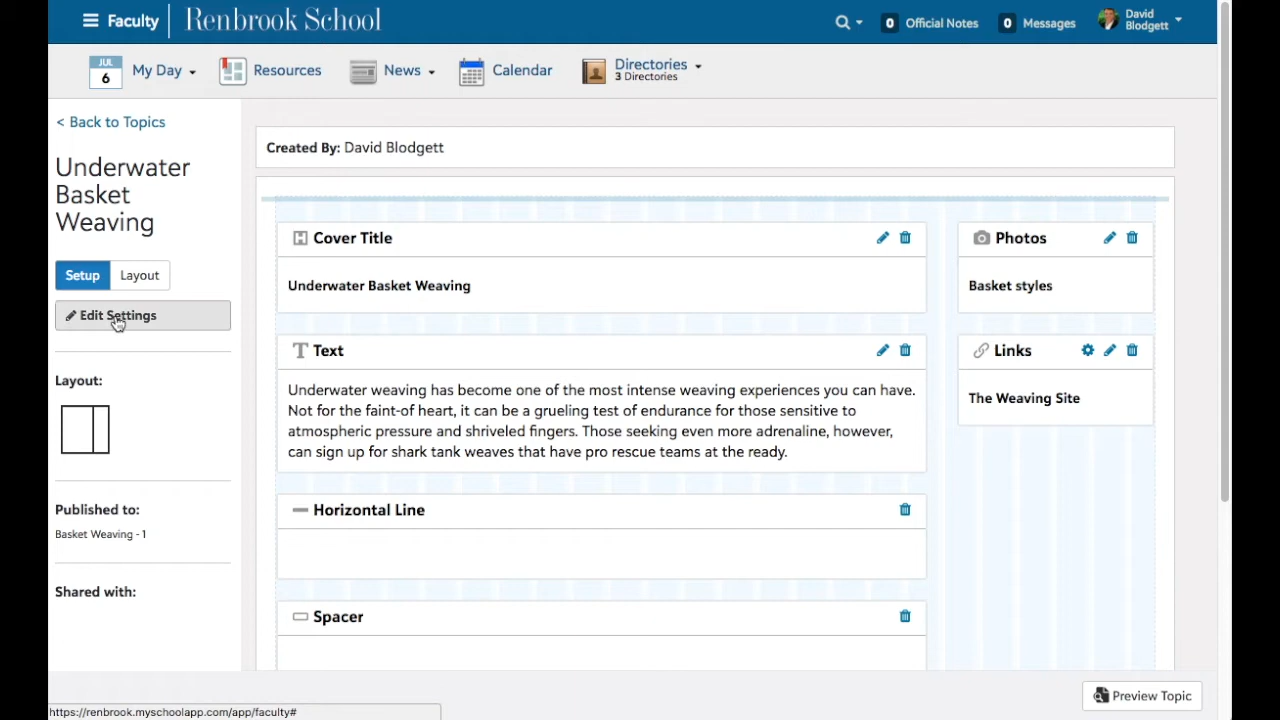 Faculty
Renbrook School
0 Official Notes
0 Messages
David
Blodgett
JUL
6
My Day
Resources
News
Calendar
Directories
3 Directories
< Back to Topics
Underwater
Basket
Weaving
Setup
Layout
Edit Settings
Layout:
Published to:
Basket Weaving - 1
Shared with:
Created By: David Blodgett
Cover Title
Underwater Basket Weaving
Text
Underwater weaving has become one of the most intense weaving experiences you can have.
Not for the faint-of heart, it can be a grueling test of endurance for those sensitive to
atmospheric pressure and shriveled fingers. Those seeking even more adrenaline, however,
can sign up for shark tank weaves that have pro rescue teams at the ready.
Horizontal Line
Spacer
Photos
Basket styles
Links
The Weaving Site
Preview Topic
https://renbrook.myschoolapp.com/app/faculty#